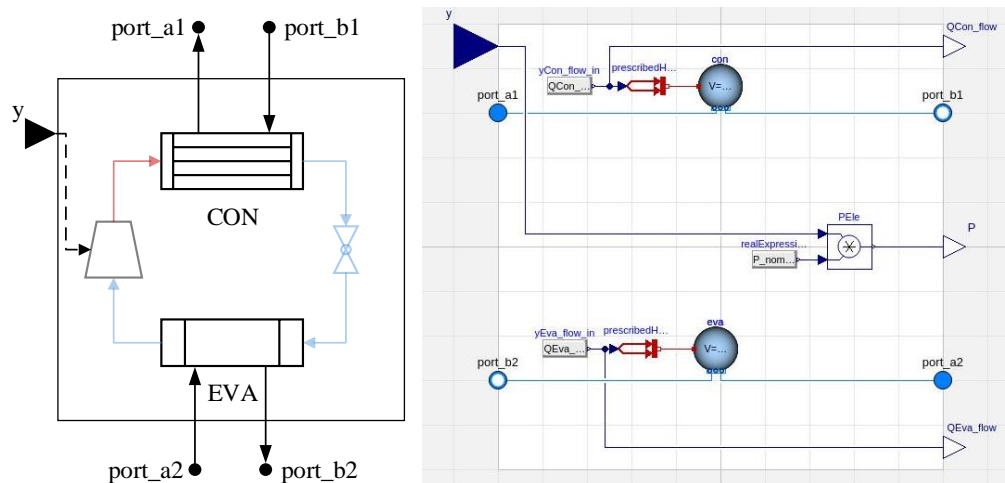 port_a1
port_b1
y
CON
EVA
port_a2
port_b2
y
QCon_flow
yCon_flow_in
prescribedH...
con
QCon_...
V=...
port_a1
port_b1
PEle
P
realExpressi...
P_nom...
yEva_flow_in
prescribedH...
eva
QEva_...
V=...
port_b2
port_a2
QEva_flow